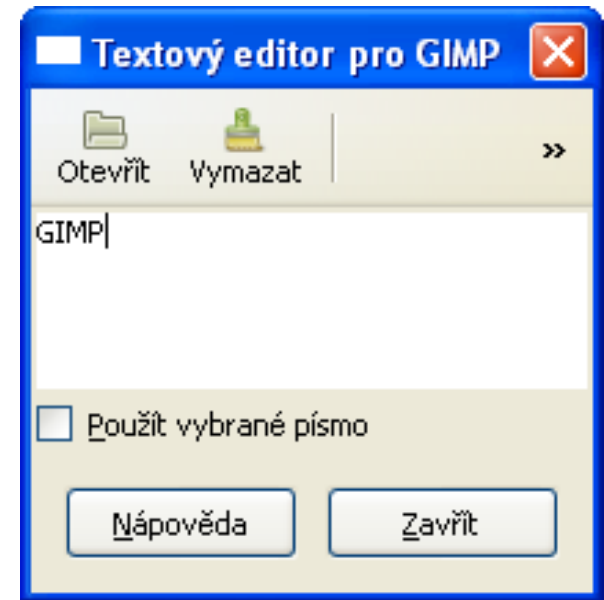 Textový editor pro GIMP
Otevřít Vymazat »
GIMP
Použít vybrané písmo
Nápověda Zavřít